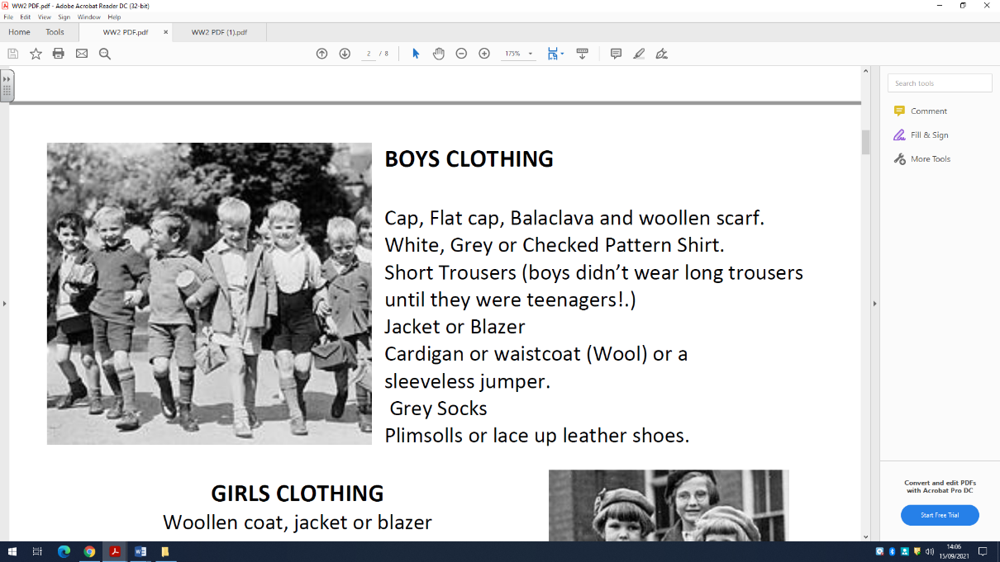 WW2 PDF.pdf - Adobe Acrobat Reader DC (32-bit)
File Edit View Sign Window Help
Home Tools WW2 PDF.pdf × WW2 PDF (1).pdf
2 / 8 175%
Search tools
Comment
Fill & Sign
More Tools
BOYS CLOTHING
Cap, Flat cap, Balaclava and woollen scarf.
White, Grey or Checked Pattern Shirt.
Short Trousers (boys didn’t wear long trousers
until they were teenagers!.)
Jacket or Blazer
Cardigan or waistcoat (Wool) or a
sleeveless jumper.
Grey Socks
Plimsolls or lace up leather shoes.
GIRLS CLOTHING
Woollen coat, jacket or blazer
Convert and edit PDFs
with Acrobat Pro DC
Start Free Trial
14:06
15/09/2021